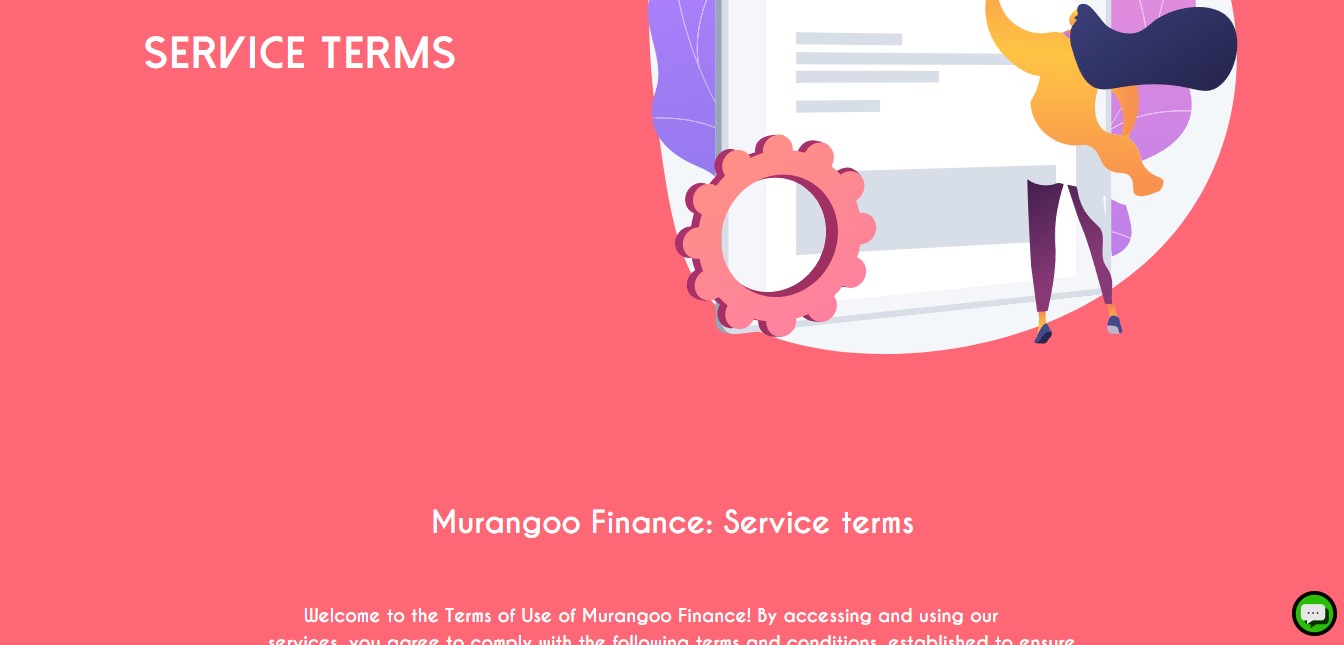 SERVICE TERMS
Murangoo Finance: Service terms
Welcome to the Terms of Use of Murangoo Finance! By accessing and using our
services, you agree to comply with the following terms and conditions, established to ensure